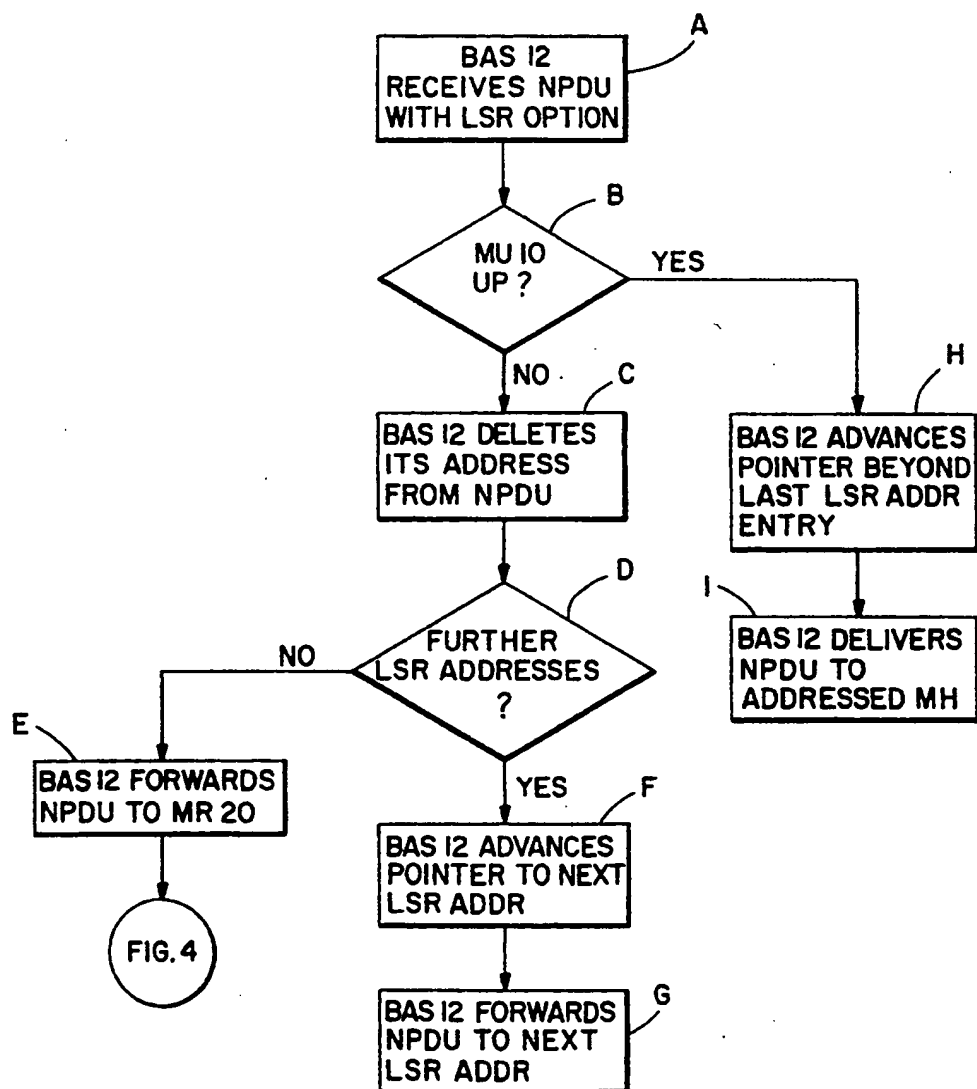 A
BAS 12
RECEIVES NPDU
WITH LSR OPTION
B
MU 10
UP ?
YES
NO
C
H
BAS 12 DELETES
ITS ADDRESS
FROM NPDU
BAS 12 ADVANCES
POINTER BEYOND
LAST LSR ADDR
ENTRY
D
I
FURTHER
LSR ADDRESSES
?
NO
BAS 12 DELIVERS
NPDU TO
ADDRESSED MH
E
BAS 12 FORWARDS
NPDU TO MR 20
YES
F
BAS 12 ADVANCES
POINTER TO NEXT
LSR ADDR
FIG. 4
G
BAS 12 FORWARDS
NPDU TO NEXT
LSR ADDR